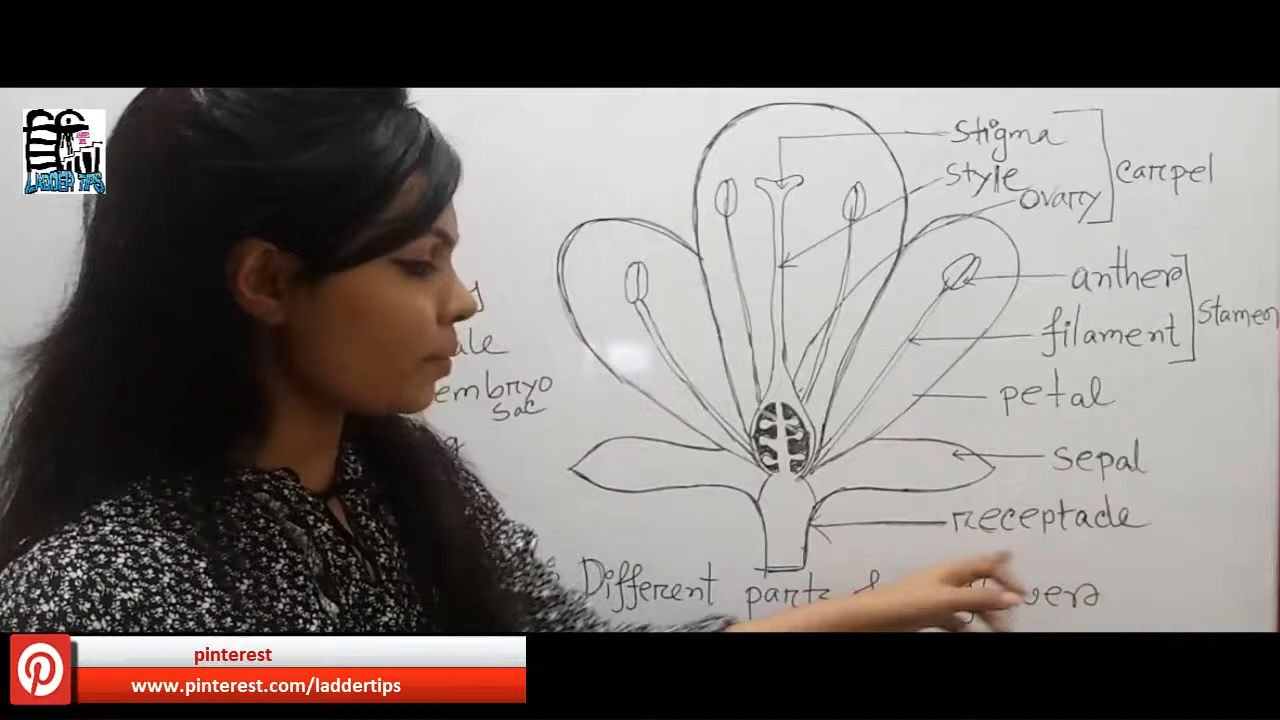 LADDER TIPS
stigma
style
ovary
carpel
anther
filament
stamen
petal
sepal
receptacle
embryo
sac
Different parts
pinterest
www.pinterest.com/laddertips